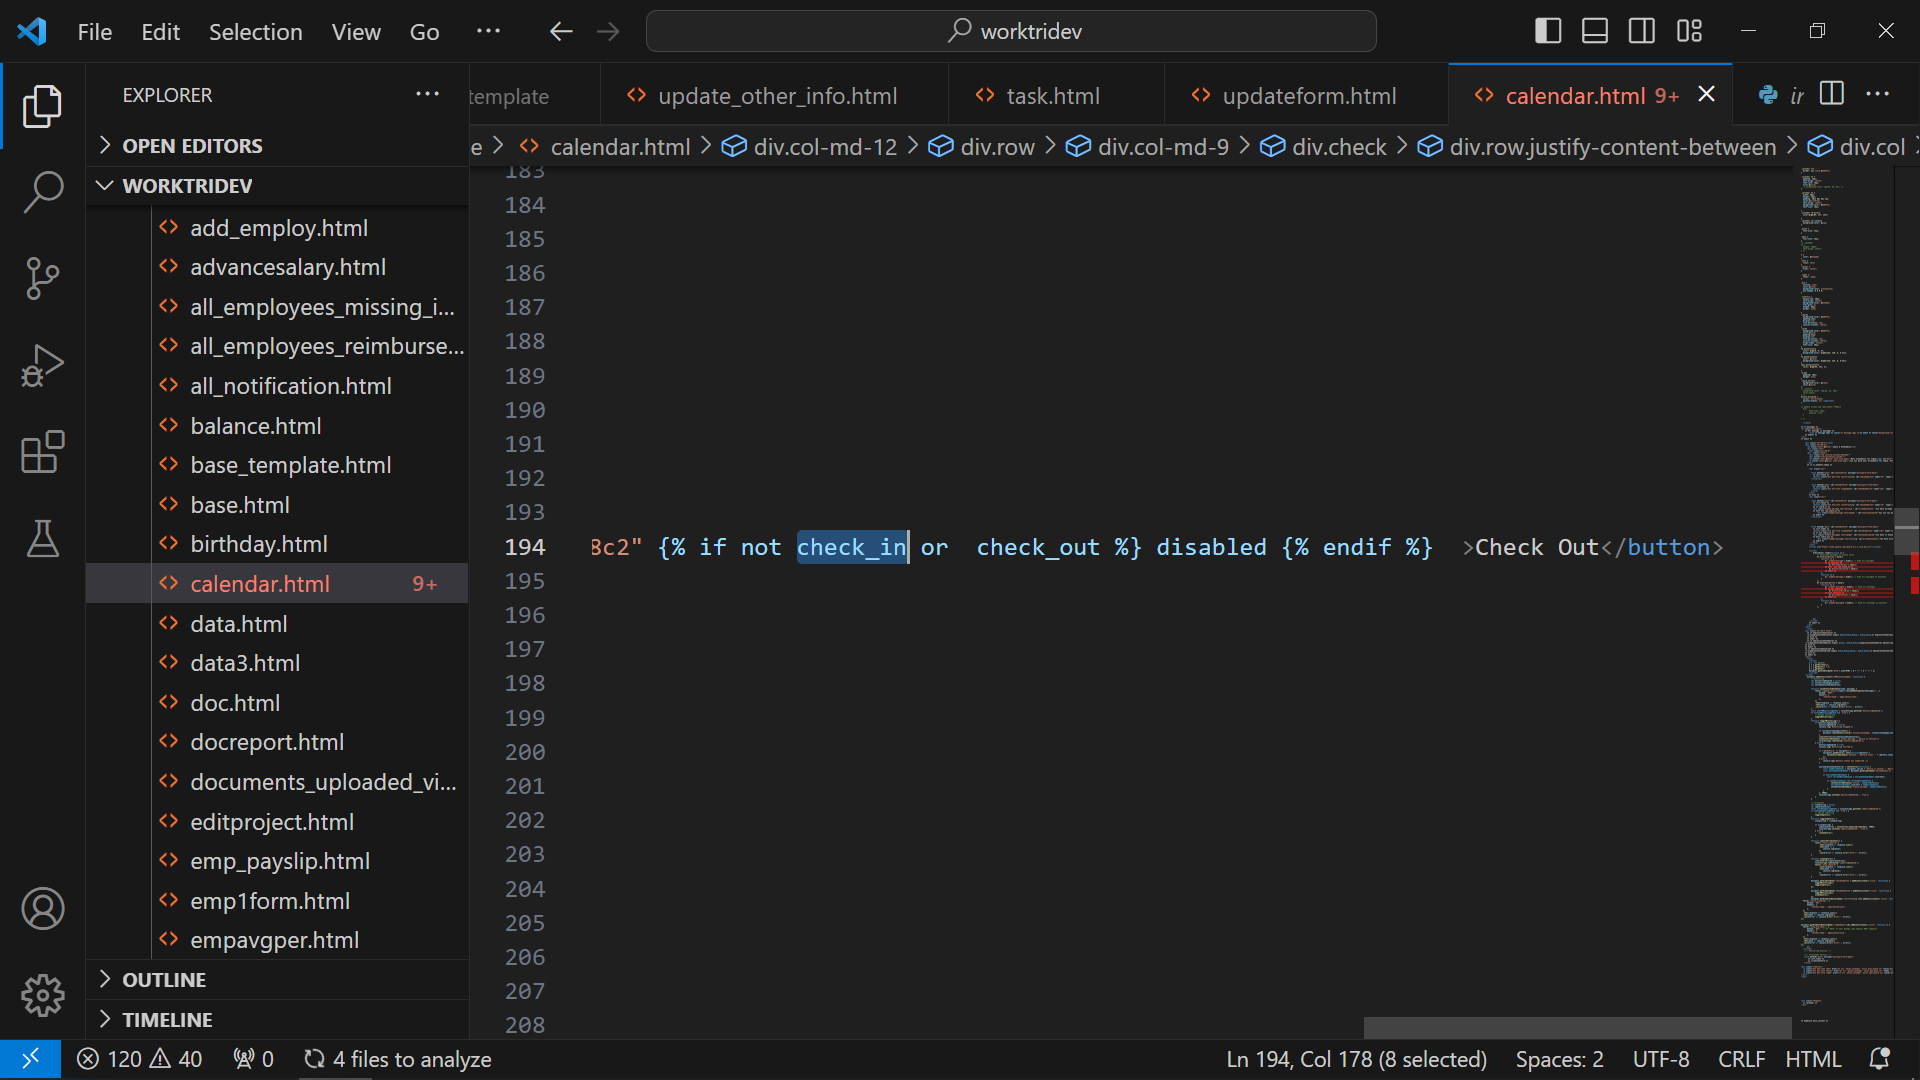 File Edit Selection View Go ··· worktridev
EXPLORER ···
template update_other_info.html task.html updateform.html calendar.html 9+ ir ···
OPEN EDITORS
e > calendar.html > div.col-md-12 > div.row > div.col-md-9 > div.check > div.row.justify-content-between > div.col
WORKTRIDEV
add_employ.html
advancesalary.html
all_employees_missing_i...
all_employees_reimburse...
all_notification.html
balance.html
base_template.html
base.html
birthday.html
calendar.html 9+
data.html
data3.html
doc.html
docreport.html
documents_uploaded_vi...
editproject.html
emp_payslip.html
emp1form.html
empavgper.html
OUTLINE
TIMELINE
183
184
185
186
187
188
189
190
191
192
193
194 8c2" {% if not check_in or  check_out %} disabled {% endif %}  >Check Out</button>
195
196
197
198
199
200
201
202
203
204
205
206
207
208
120 40 0 4 files to analyze Ln 194, Col 178 (8 selected) Spaces: 2 UTF-8 CRLF HTML